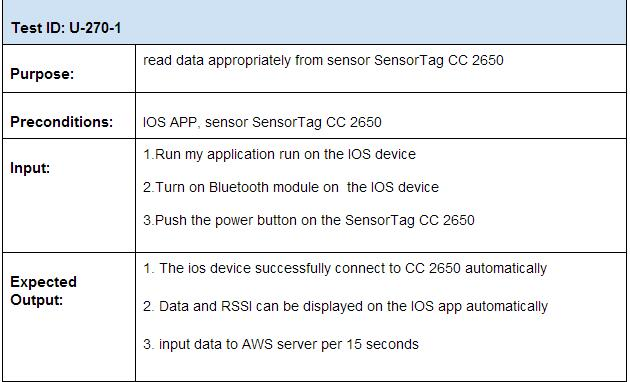 Test ID: U-270-1
Purpose:
read data appropriately from sensor SensorTag CC 2650
Preconditions:
IOS APP, sensor SensorTag CC 2650
Input:
1.Run my application run on the IOS device
2.Turn on Bluetooth module on the IOS device
3.Push the power button on the SensorTag CC 2650
Expected
Output:
1. The ios device successfully connect to CC 2650 automatically
2. Data and RSSI can be displayed on the IOS app automatically
3. input data to AWS server per 15 seconds